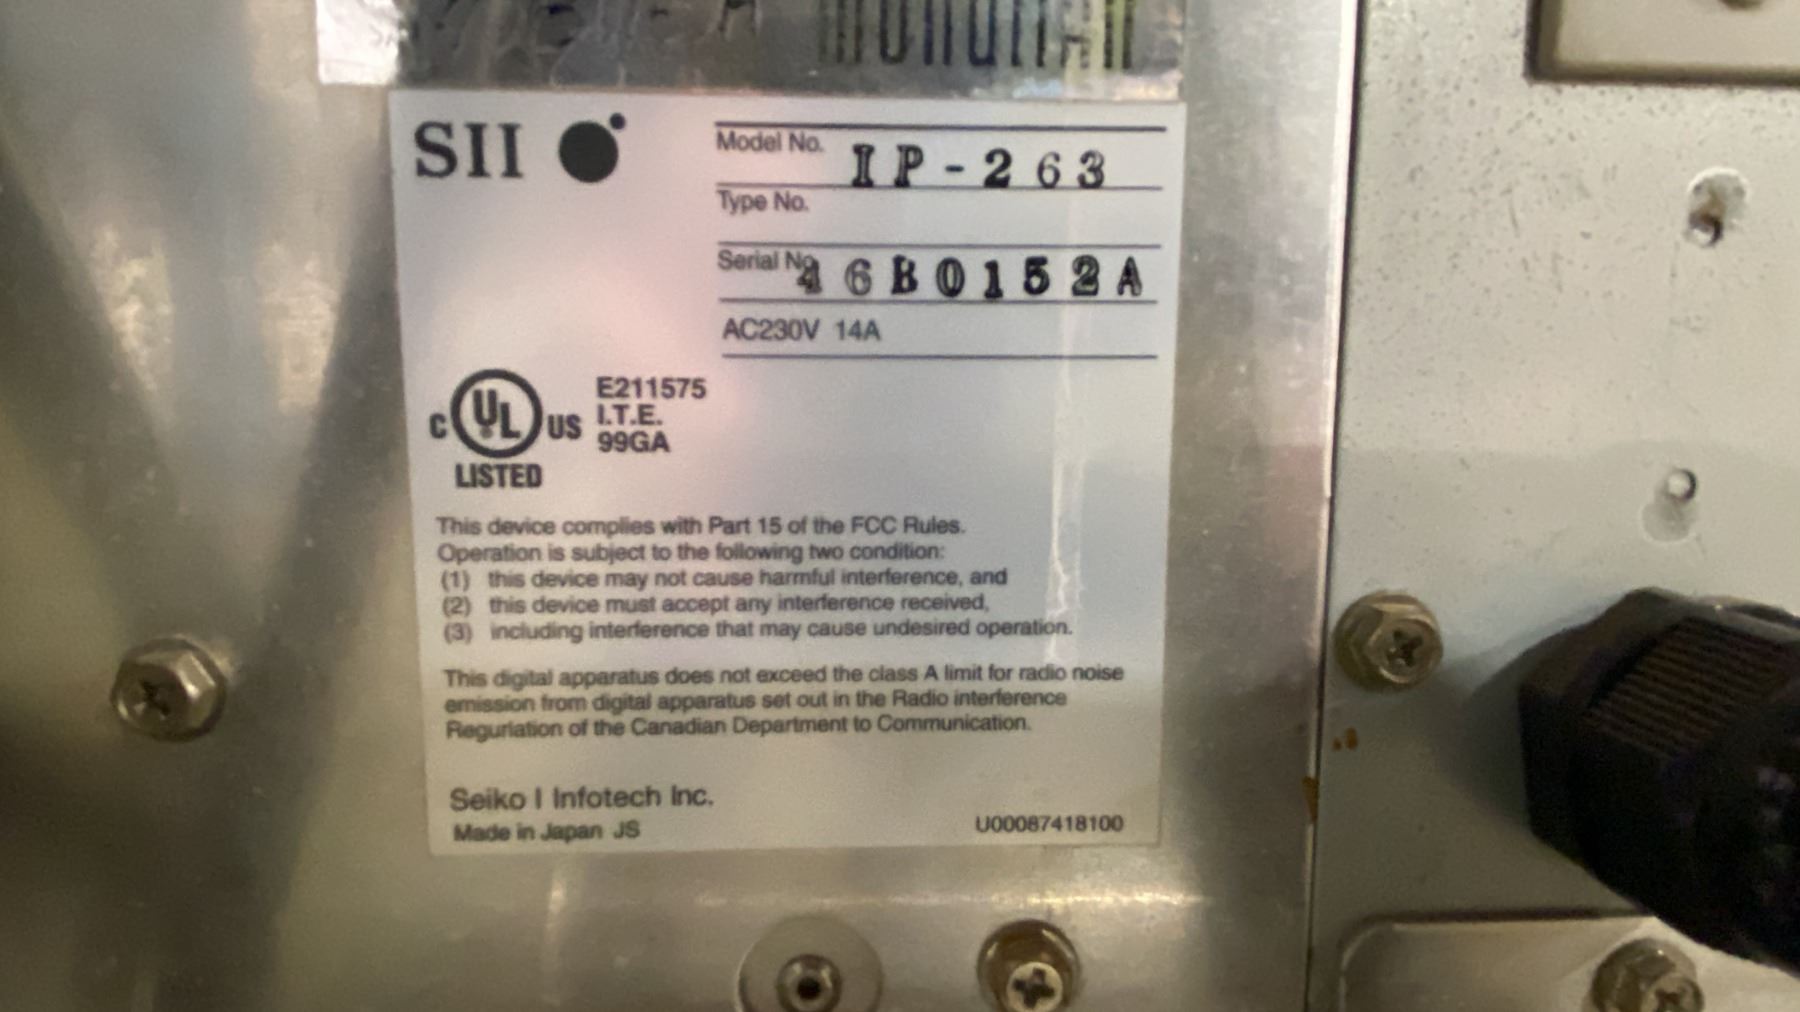 SII
Model No. IP-263
Type No.
Serial No. 46B0152A
AC230V 14A
C UL US
LISTED
E211575
I.T.E.
99GA
This device complies with Part 15 of the FCC Rules.
Operation is subject to the following two condition:
(1) this device may not cause harmful interference, and
(2) this device must accept any interference received,
(3) including interference that may cause undesired operation.
This digital apparatus does not exceed the class A limit for radio noise
emission from digital apparatus set out in the Radio interference
Regurlation of the Canadian Department to Communication.
Seiko I Infotech Inc.
Made in Japan JS
U00087418100